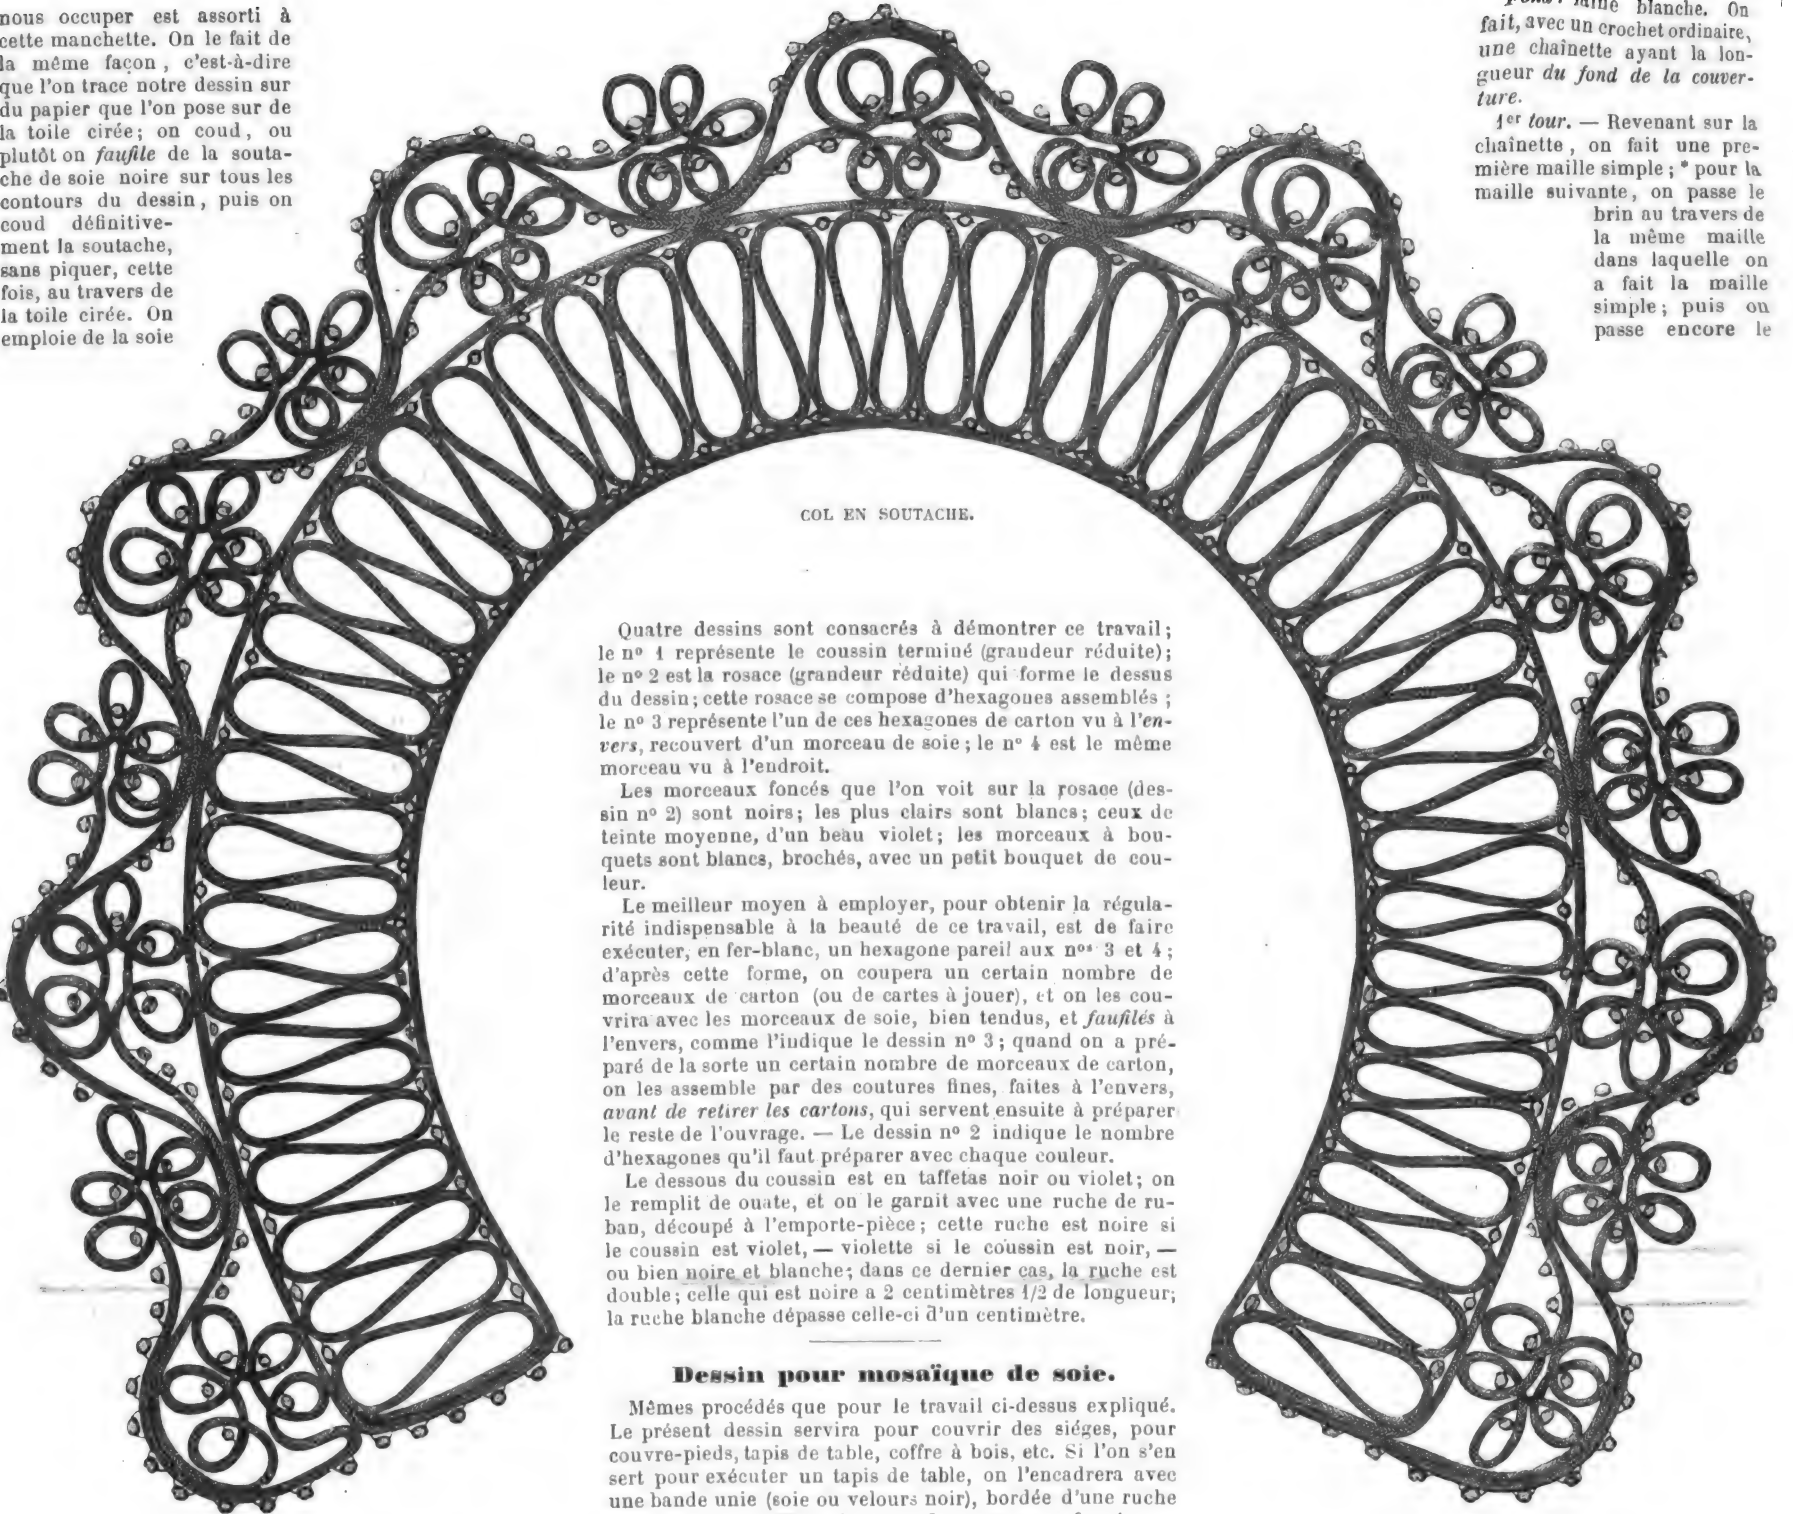 nous occuper est assorti à
cette manchette. On le fait de
la même façon, c'est-à-dire
que l'on trace notre dessin sur
du papier que l'on pose sur de
la toile cirée; on coud, ou
plutôt on faufile de la souta-
che de soie noire sur tous les
contours du dessin, puis on
coud définitive-
ment la soutache,
sans piquer, cette
fois, au travers de
la toile cirée. On
emploie de la soie
COL EN SOUTACHE.
Quatre dessins sont consacrés à démontrer ce travail;
le nº 1 représente le coussin terminé (grandeur réduite);
le nº 2 est la rosace (grandeur réduite) qui forme le dessus
du dessin; cette rosace se compose d'hexagones assemblés;
le nº 3 représente l'un de ces hexagones de carton vu à l'en-
vers, recouvert d'un morceau de soie; le nº 4 est le même
morceau vu à l'endroit.
Les morceaux foncés que l'on voit sur la rosace (des-
sin nº 2) sont noirs; les plus clairs sont blancs; ceux de
teinte moyenne, d'un beau violet; les morceaux à bou-
quets sont blancs, brochés, avec un petit bouquet de cou-
leur.
Le meilleur moyen à employer, pour obtenir la régula-
rité indispensable à la beauté de ce travail, est de faire
exécuter, en fer-blanc, un hexagone pareil aux nºs 3 et 4;
d'après cette forme, on coupera un certain nombre de
morceaux de carton (ou de cartes à jouer), et on les cou-
vrira avec les morceaux de soie, bien tendus, et faufilés à
l'envers, comme l'indique le dessin nº 3; quand on a pré-
paré de la sorte un certain nombre de morceaux de carton,
on les assemble par des coutures fines, faites à l'envers,
avant de retirer les cartons, qui servent ensuite à préparer
le reste de l'ouvrage. — Le dessin nº 2 indique le nombre
d'hexagones qu'il faut préparer avec chaque couleur.
Le dessous du coussin est en taffetas noir ou violet; on
le remplit de ouate, et on le garnit avec une ruche de ru-
ban, découpé à l'emporte-pièce; cette ruche est noire si
le coussin est violet, — violette si le coussin est noir, —
ou bien noire et blanche; dans ce dernier cas, la ruche est
double; celle qui est noire a 2 centimètres 1/2 de longueur;
la ruche blanche dépasse celle-ci d'un centimètre.
Dessin pour mosaïque de soie.
Mêmes procédés que pour le travail ci-dessus expliqué.
Le présent dessin servira pour couvrir des siéges, pour
couvre-pieds, tapis de table, coffre à bois, etc. Si l'on s'en
sert pour exécuter un tapis de table, on l'encadrera avec
une bande unie (soie ou velours noir), bordée d'une ruche
blanche. On
fait, avec un crochet ordinaire,
une chaînette ayant la lon-
gueur du fond de la couver-
ture.
1er tour. — Revenant sur la
chaînette, on fait une pre-
mière maille simple; * pour la
maille suivante, on passe le
brin au travers de
la même maille
dans laquelle on
a fait la maille
simple; puis on
passe encore le